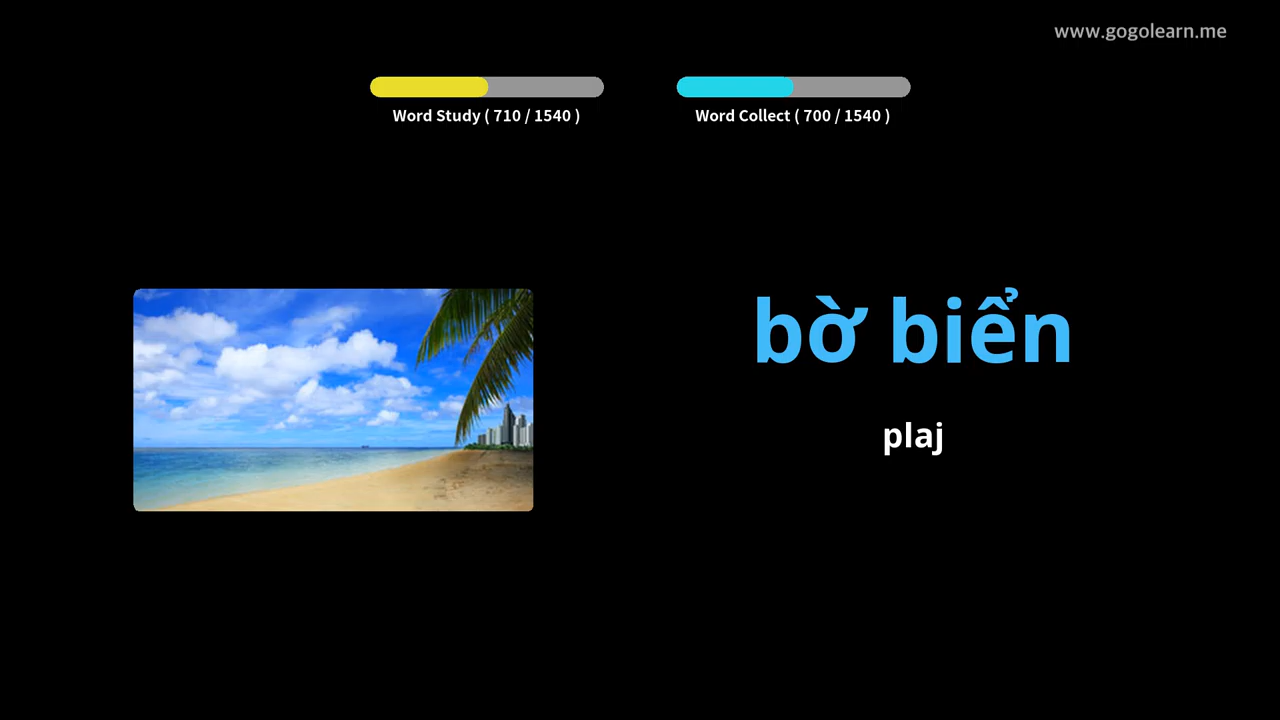 www.gogolearn.me
Word Study ( 710 / 1540 )
Word Collect ( 700 / 1540 )
bờ biển
plaj